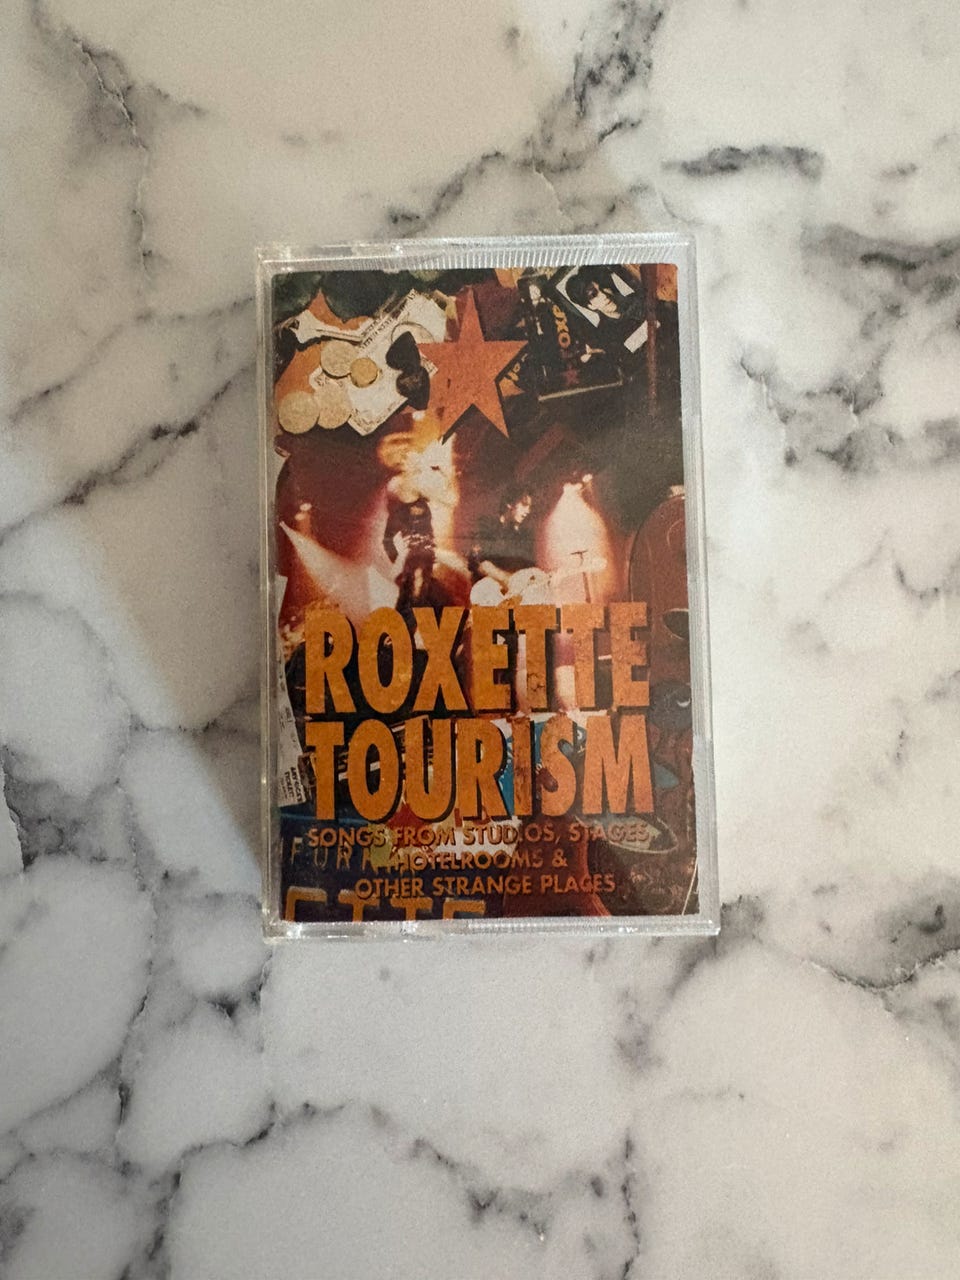 ROXETTE
TOURISM
SONGS FROM STUDIOS, STAGES
HOTELROOMS &
OTHER STRANGE PLACES